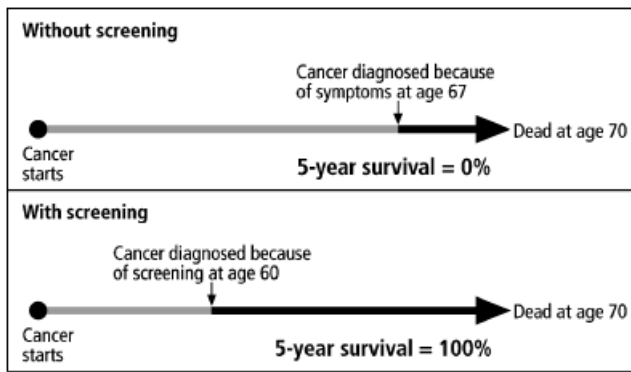 Without screening
Cancer diagnosed because
of symptoms at age 67
Dead at age 70
Cancer
starts
5-year survival = 0%
With screening
Cancer diagnosed because
of screening at age 60
Dead at age 70
Cancer
starts
5-year survival = 100%